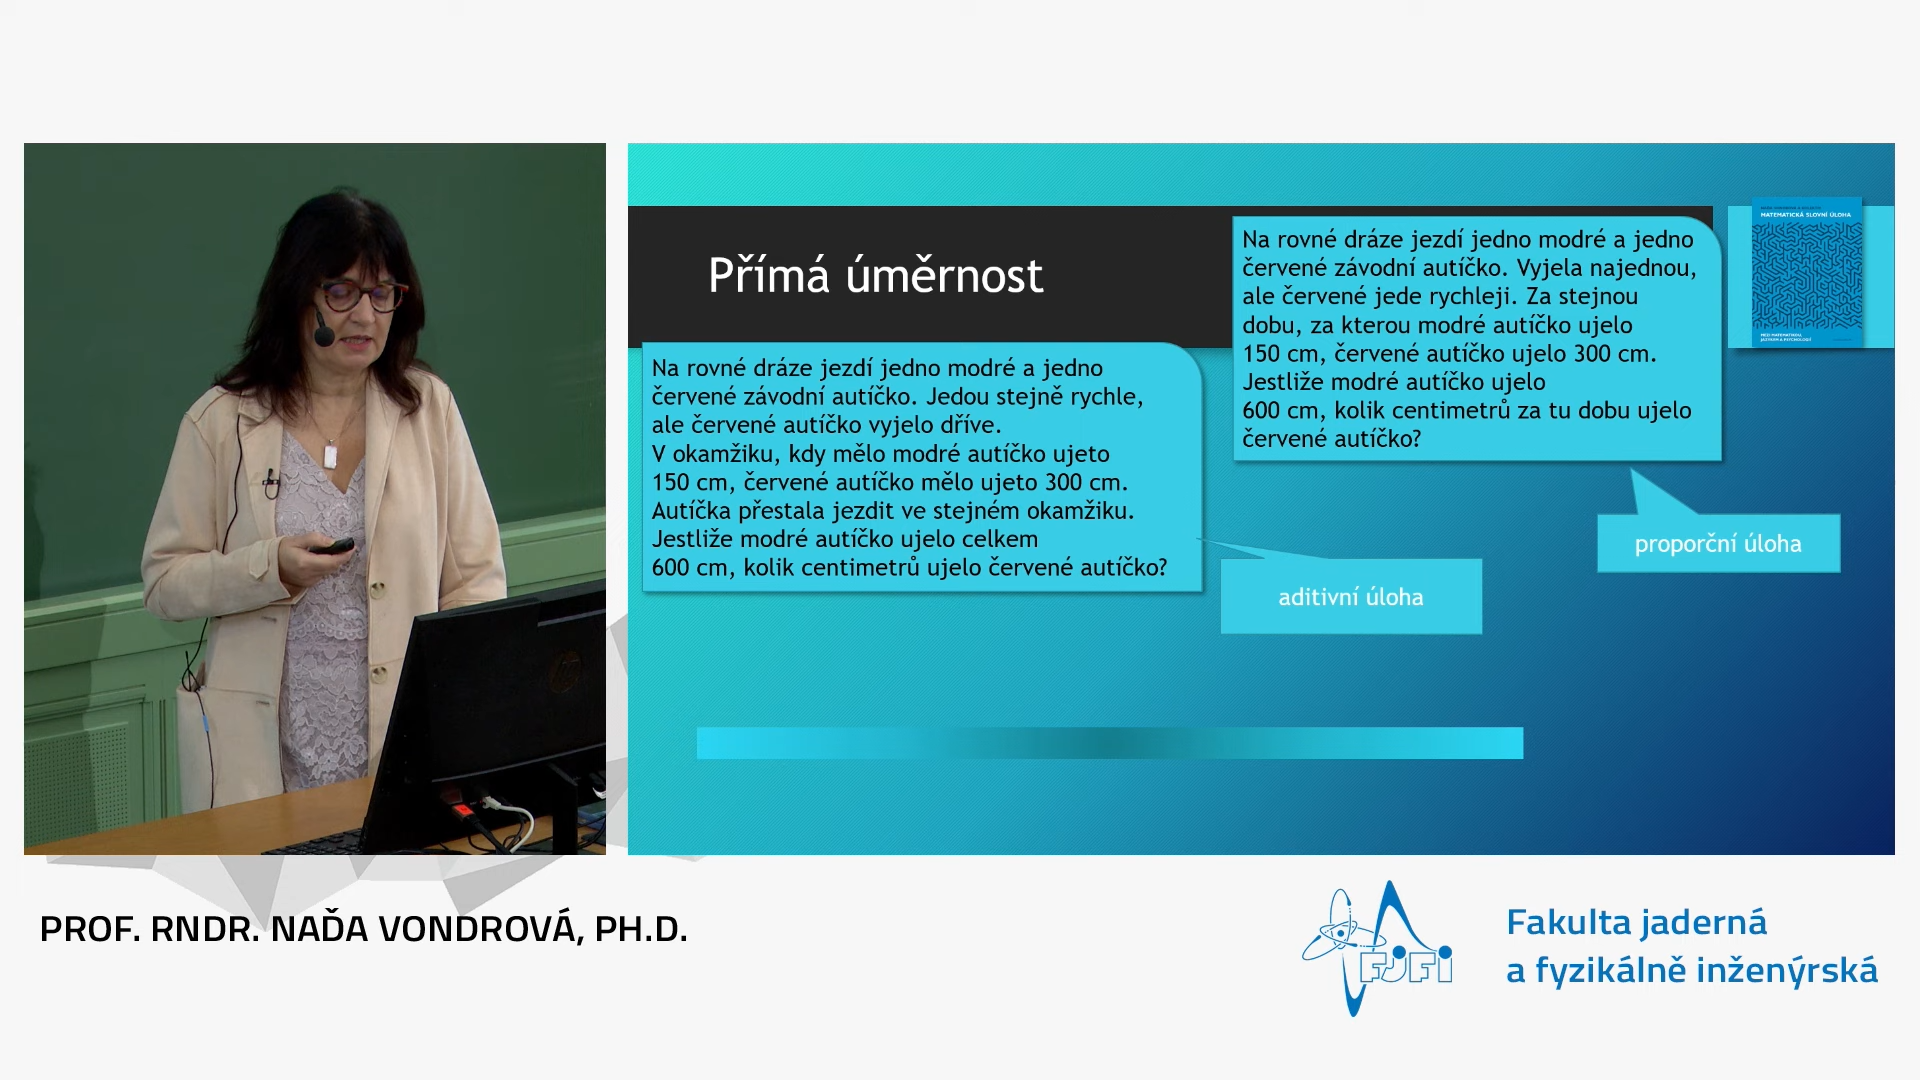 Přímá úměrnost
Na rovné dráze jezdí jedno modré a jedno
červené závodní autíčko. Jedou stejně rychle,
ale červené autíčko vyjelo dříve.
V okamžiku, kdy mělo modré autíčko ujeto
150 cm, červené autíčko mělo ujeto 300 cm.
Autíčka přestala jezdit ve stejném okamžiku.
Jestliže modré autíčko ujelo celkem
600 cm, kolik centimetrů ujelo červené autíčko?
aditivní úloha
Na rovné dráze jezdí jedno modré a jedno
červené závodní autíčko. Vyjela najednou,
ale červené jede rychleji. Za stejnou
dobu, za kterou modré autíčko ujelo
150 cm, červené autíčko ujelo 300 cm.
Jestliže modré autíčko ujelo
600 cm, kolik centimetrů za tu dobu ujelo
červené autíčko?
proporční úloha
MATEMATICKÁ SLOVNÍ ÚLOHA
MEZI MATEMATIKOU,
JAZYKEM A PSYCHOLOGIÍ
PROF. RNDR. NAĎA VONDROVÁ, PH.D.
FJFI
Fakulta jaderná
a fyzikálně inženýrská